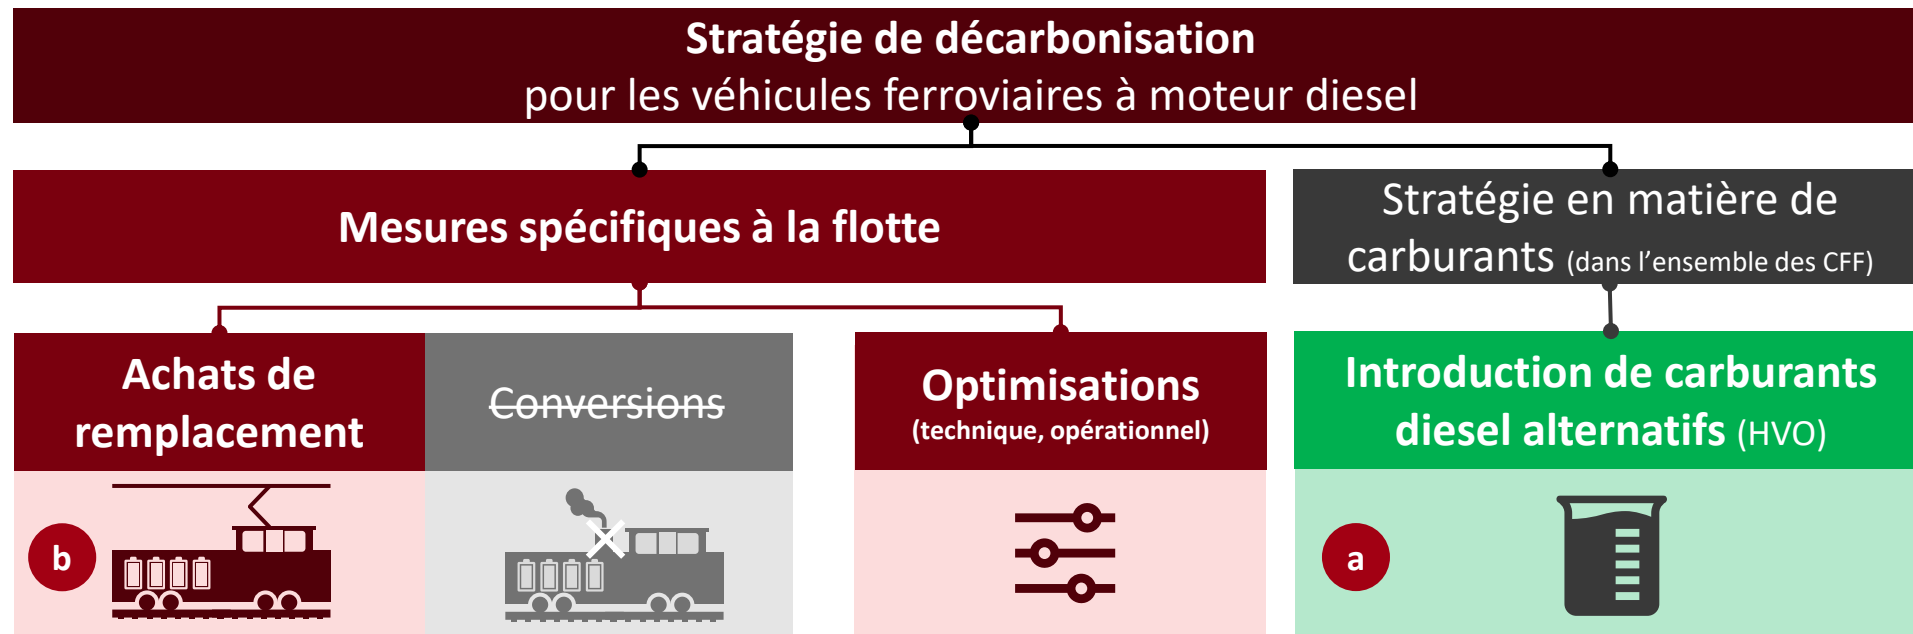 Stratégie de décarbonisation
pour les véhicules ferroviaires à moteur diesel
Mesures spécifiques à la flotte
Stratégie en matière de
carburants (dans l’ensemble des CFF)
Achats de
remplacement
Conversions
Optimisations
(technique, opérationnel)
Introduction de carburants
diesel alternatifs (HVO)
b
a